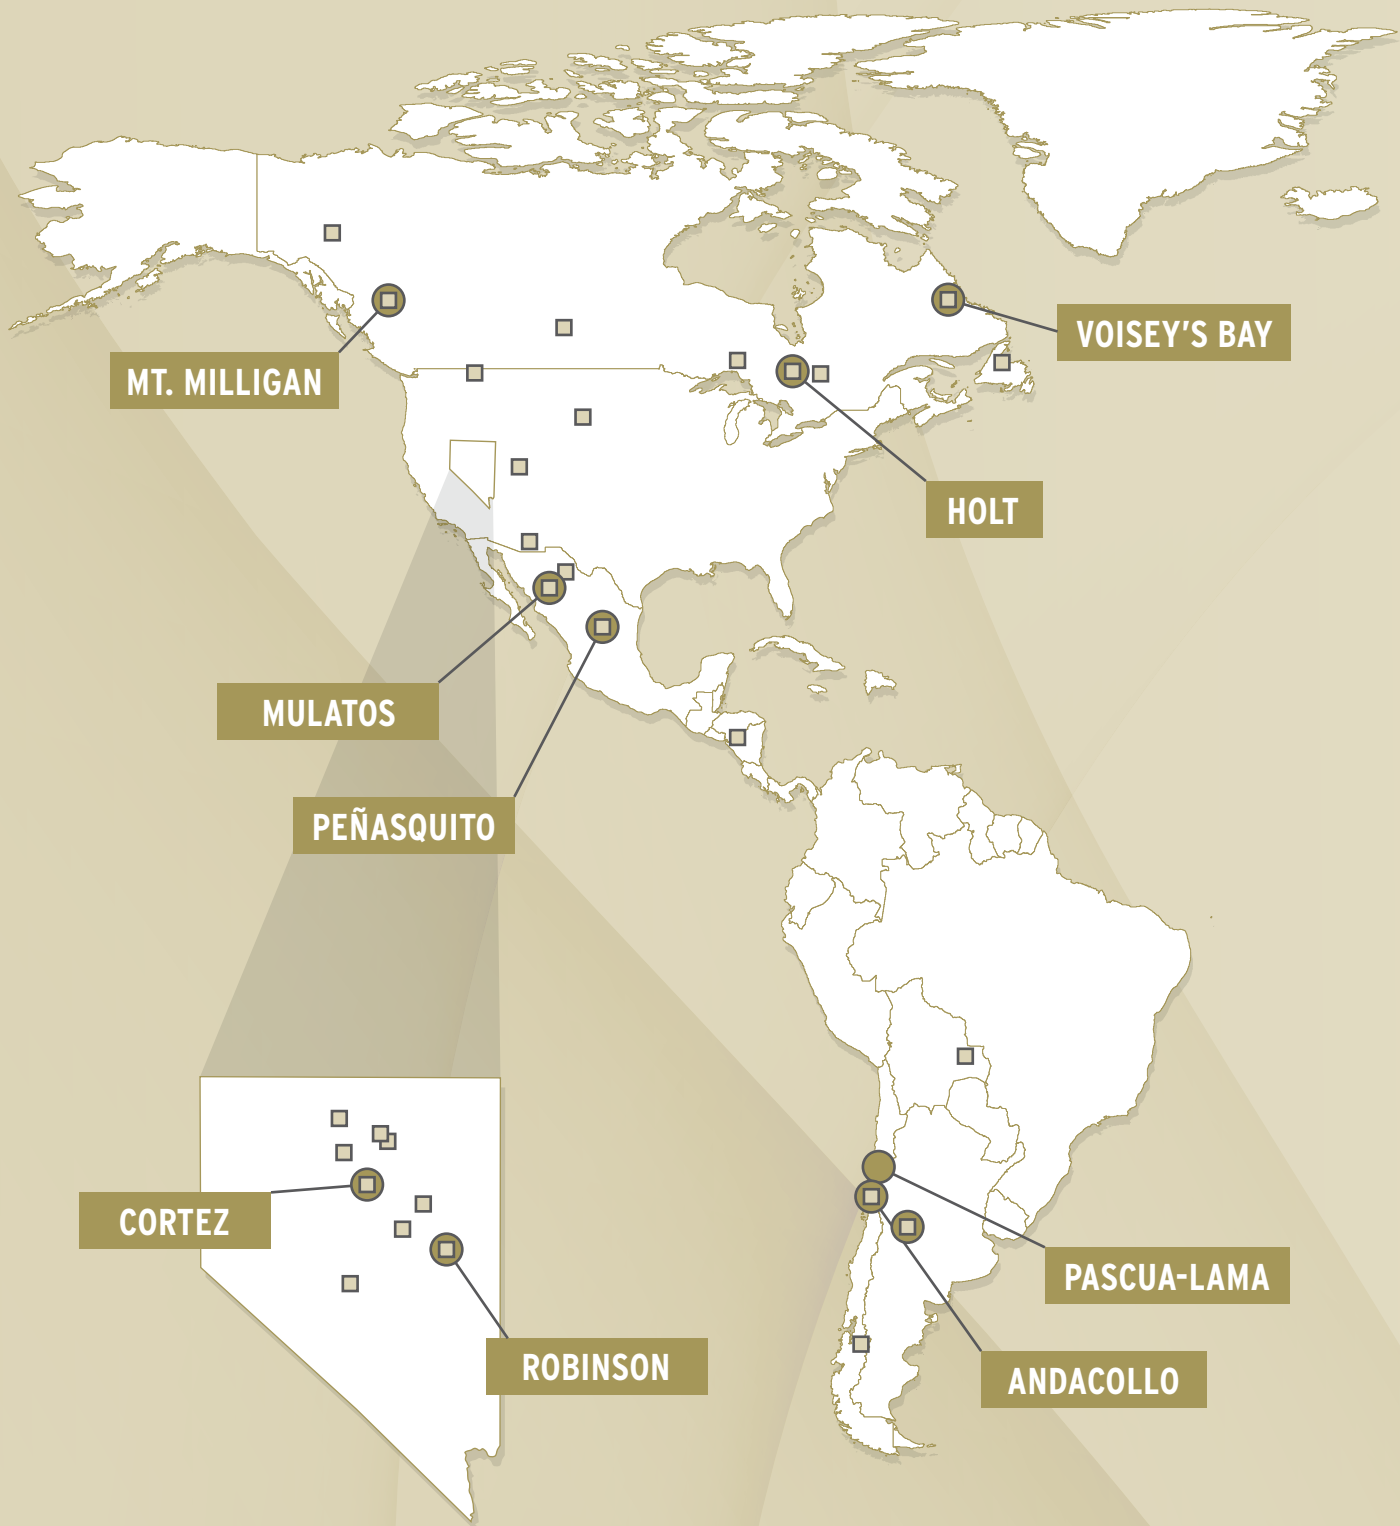 VOISEY'S BAY
MT. MILLIGAN
HOLT
MULATOS
PEÑASQUITO
CORTEZ
PASCUA-LAMA
ROBINSON
ANDACOLLO